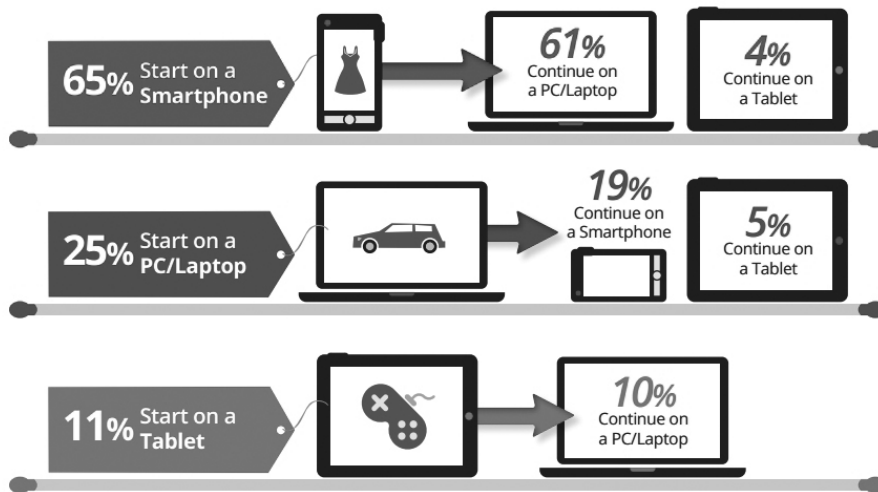 65% Start on a
Smartphone
61%
Continue on
a PC/Laptop
4%
Continue on
a Tablet
25% Start on a
PC/Laptop
19%
Continue on
a Smartphone
5%
Continue on
a Tablet
11% Start on a
Tablet
10%
Continue on
a PC/Laptop